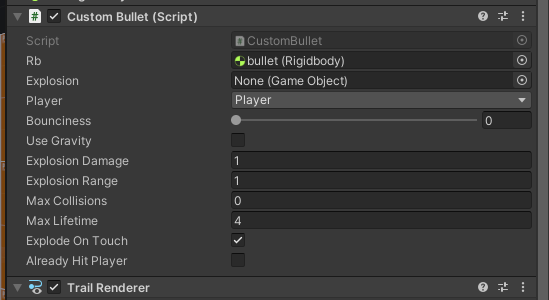 Custom Bullet (Script)
Script CustomBullet
Rb bullet (Rigidbody)
Explosion None (Game Object)
Player Player
Bounciness 0
Use Gravity
Explosion Damage 1
Explosion Range 1
Max Collisions 0
Max Lifetime 4
Explode On Touch
Already Hit Player
Trail Renderer